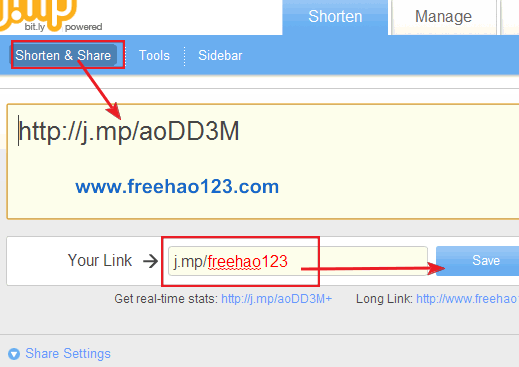 j.mp
bit.ly powered
Shorten
Manage
Shorten & Share
Tools
Sidebar
http://j.mp/aoDD3M
www.freehao123.com
Your Link
j.mp/freehao123
Save
Get real-time stats: http://j.mp/aoDD3M+
Long Link: http://www.freehao
Share Settings